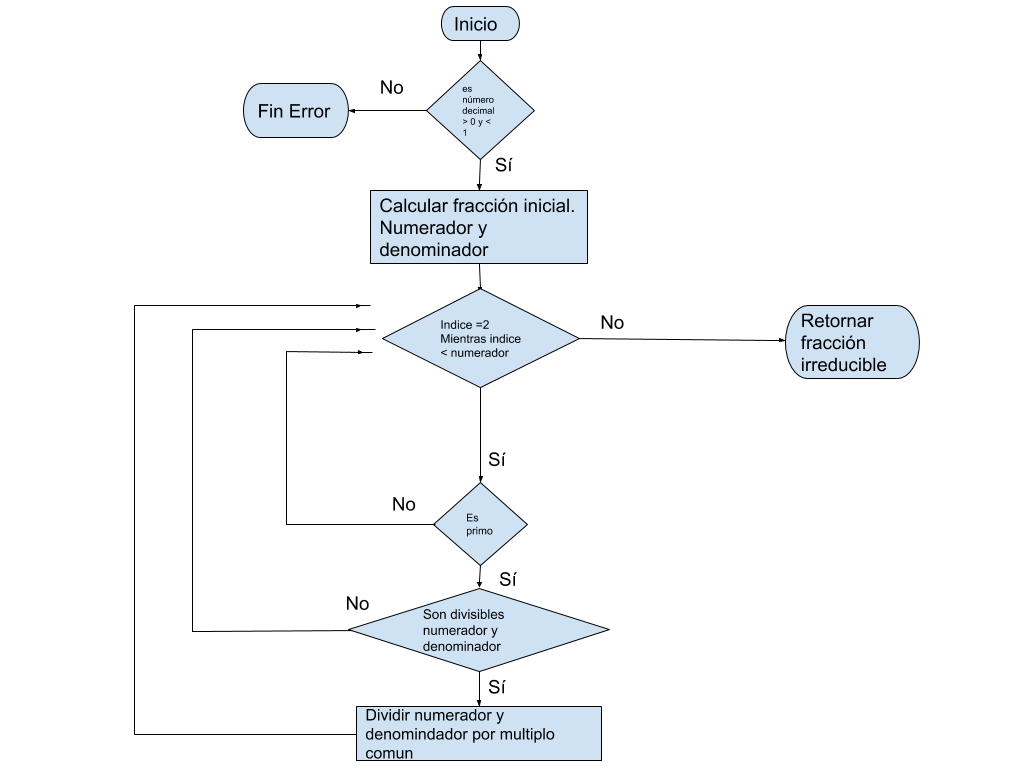 Inicio
es
número
decimal
> 0 y <
1
No
Fin Error
Sí
Calcular fracción inicial.
Numerador y
denominador
Indice =2
Mientras indice
< numerador
No
Retornar
fracción
irreducible
Sí
Es
primo
No
Sí
Son divisibles
numerador y
denominador
No
Sí
Dividir numerador y
denomindador por multiplo
comun